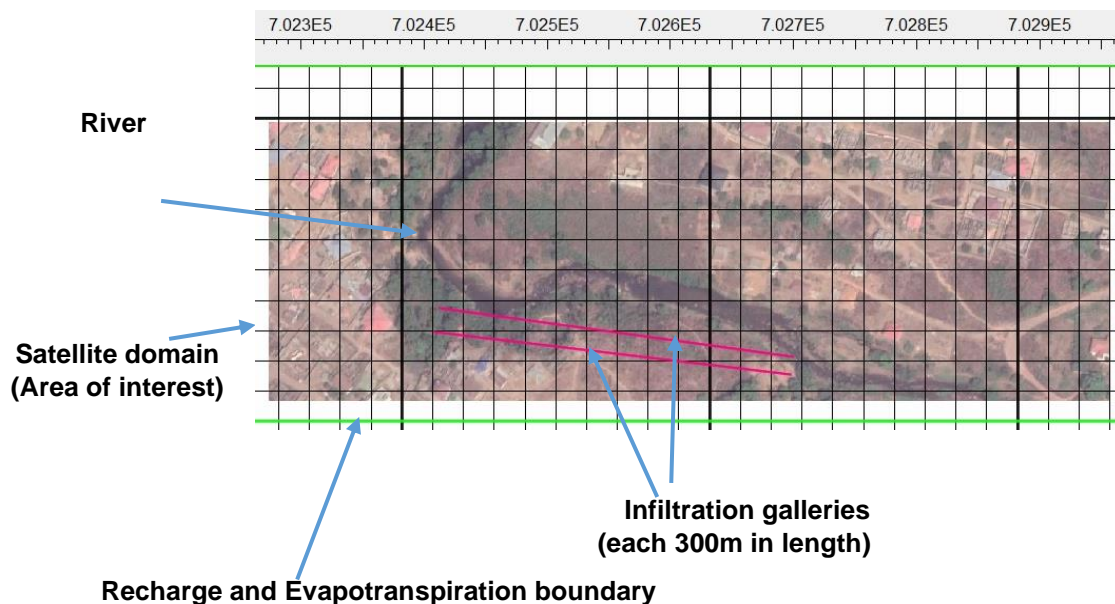 7.023E5 7.024E5 7.025E5 7.026E5 7.027E5 7.028E5 7.029E5
River
Satellite domain
(Area of interest)
Infiltration galleries
(each 300m in length)
Recharge and Evapotranspiration boundary